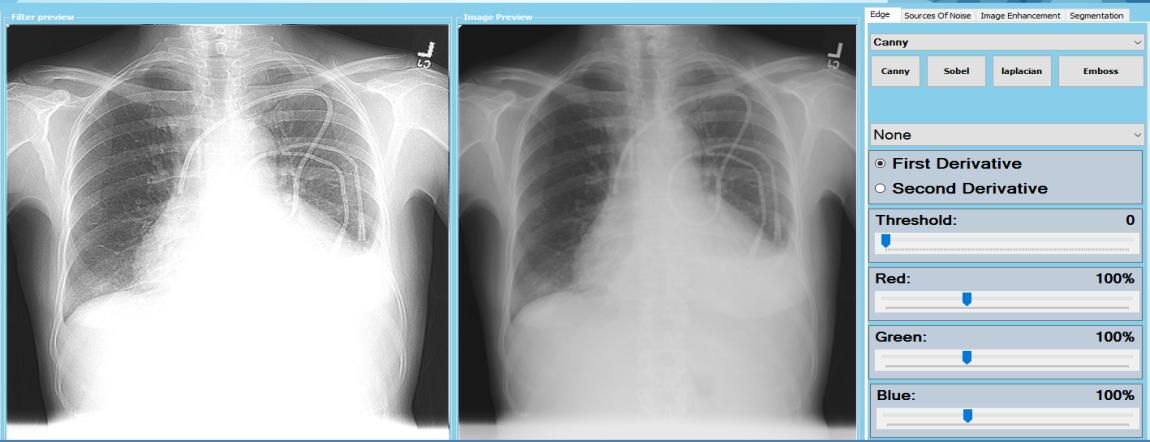 Filter preview
Image Preview
Edge Sources Of Noise Image Enhancement Segmentation
Canny
Canny Sobel laplacian Emboss
None
First Derivative
Second Derivative
Threshold: 0
Red: 100%
Green: 100%
Blue: 100%
L
L